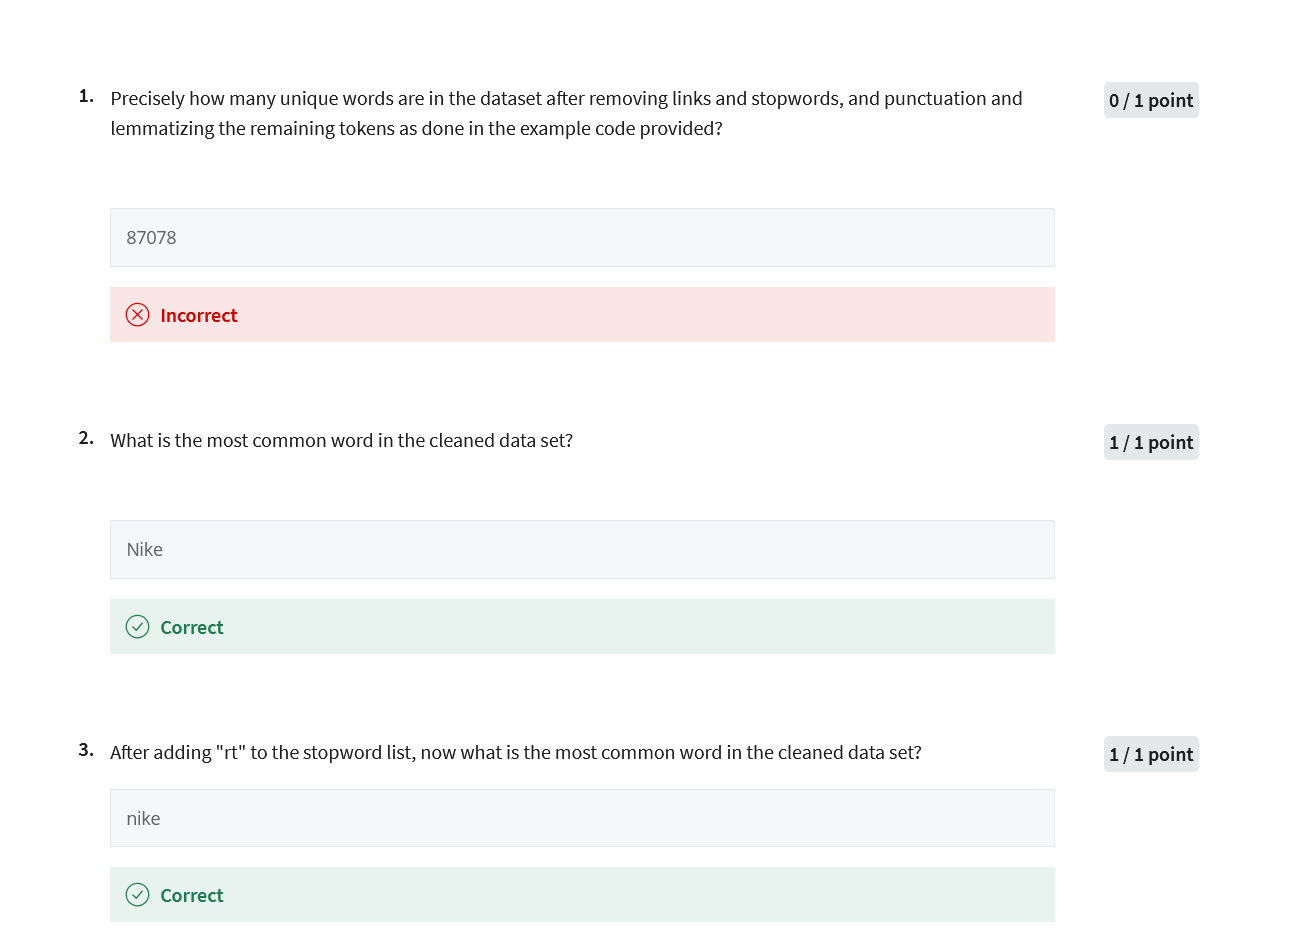 1. Precisely how many unique words are in the dataset after removing links and stopwords, and punctuation and
lemmatizing the remaining tokens as done in the example code provided?
0 / 1 point
87078
Incorrect
2. What is the most common word in the cleaned data set?
1 / 1 point
Nike
Correct
3. After adding "rt" to the stopword list, now what is the most common word in the cleaned data set?
1 / 1 point
nike
Correct